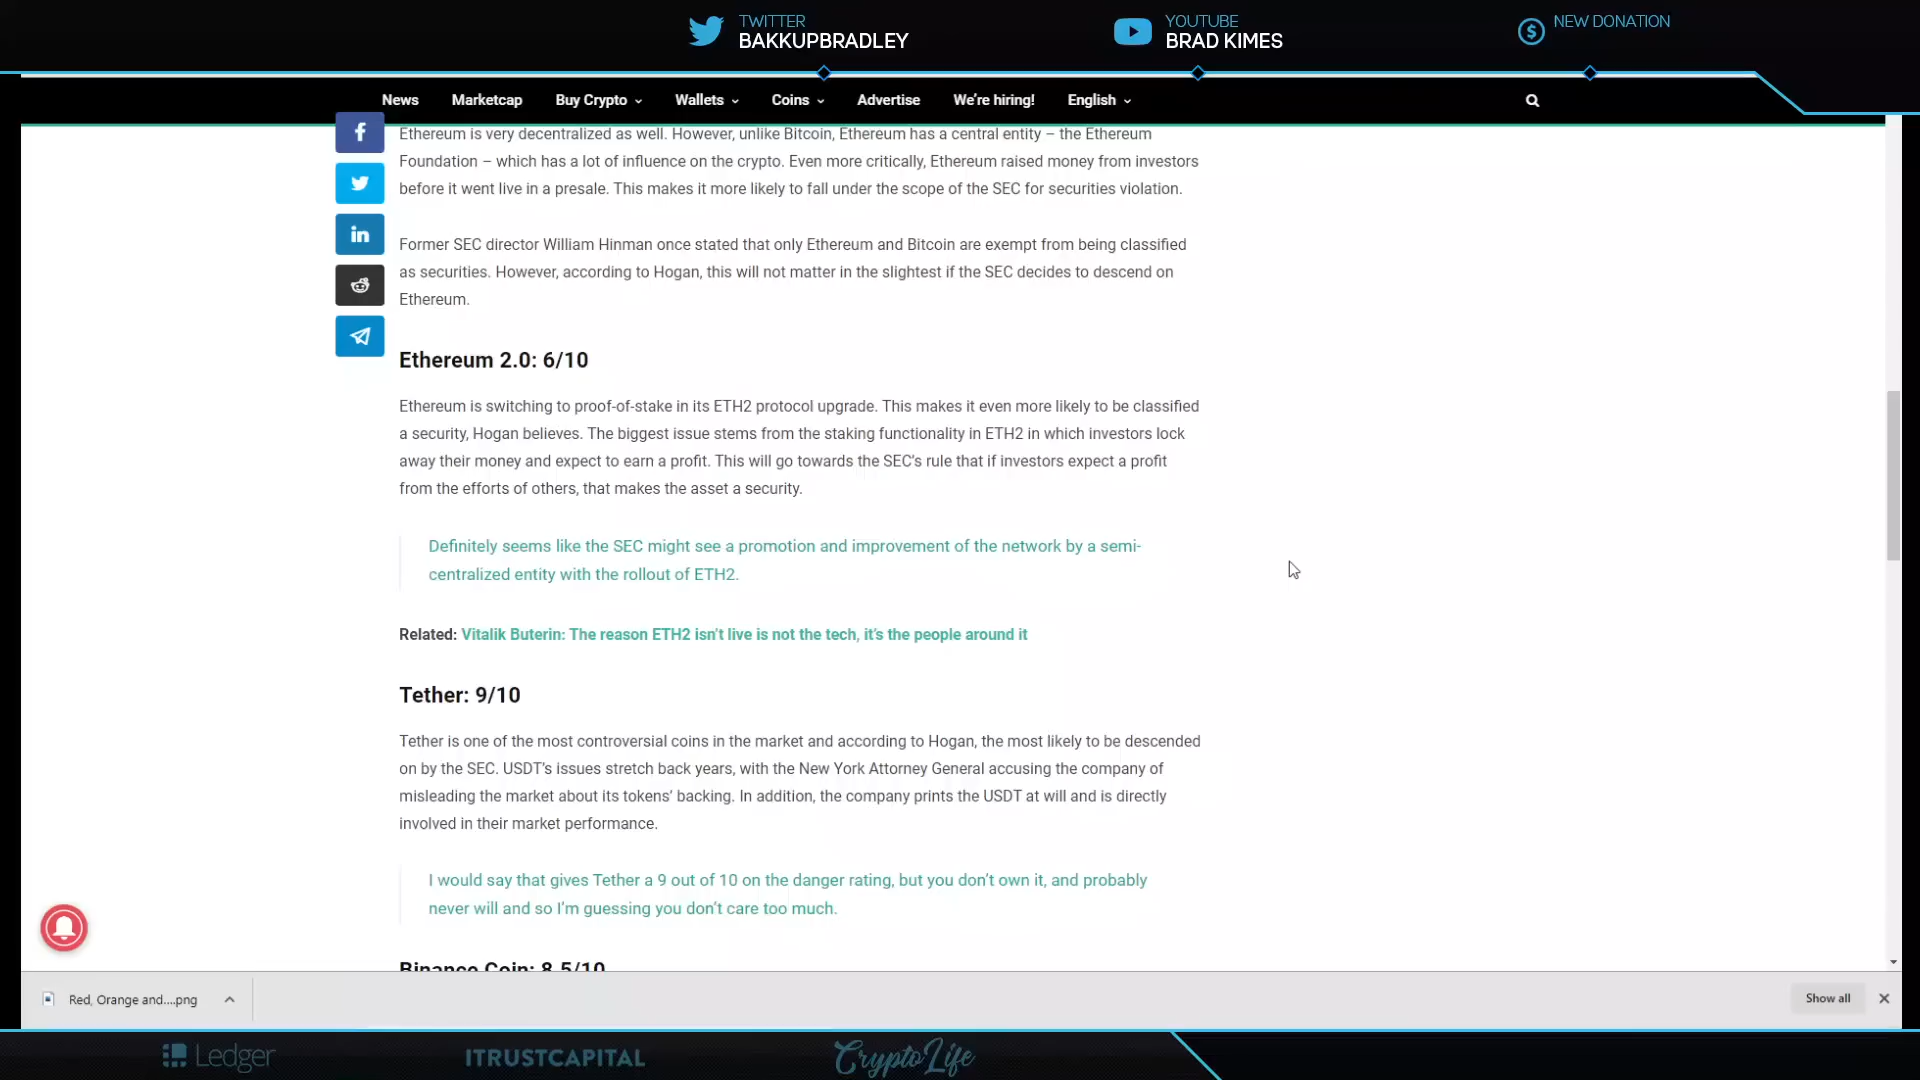 TWITTER
BAKKUPBRADLEY
YOUTUBE
BRAD KIMES
NEW DONATION
News Marketcap Buy Crypto Wallets Coins Advertise We're hiring! English
Ethereum is very decentralized as well. However, unlike Bitcoin, Ethereum has a central entity – the Ethereum
Foundation – which has a lot of influence on the crypto. Even more critically, Ethereum raised money from investors
before it went live in a presale. This makes it more likely to fall under the scope of the SEC for securities violation.
Former SEC director William Hinman once stated that only Ethereum and Bitcoin are exempt from being classified
as securities. However, according to Hogan, this will not matter in the slightest if the SEC decides to descend on
Ethereum.
Ethereum 2.0: 6/10
Ethereum is switching to proof-of-stake in its ETH2 protocol upgrade. This makes it even more likely to be classified
a security, Hogan believes. The biggest issue stems from the staking functionality in ETH2 in which investors lock
away their money and expect to earn a profit. This will go towards the SEC's rule that if investors expect a profit
from the efforts of others, that makes the asset a security.
Definitely seems like the SEC might see a promotion and improvement of the network by a semi-
centralized entity with the rollout of ETH2.
Related: Vitalik Buterin: The reason ETH2 isn't live is not the tech, it's the people around it
Tether: 9/10
Tether is one of the most controversial coins in the market and according to Hogan, the most likely to be descended
on by the SEC. USDT's issues stretch back years, with the New York Attorney General accusing the company of
misleading the market about its tokens' backing. In addition, the company prints the USDT at will and is directly
involved in their market performance.
I would say that gives Tether a 9 out of 10 on the danger rating, but you don't own it, and probably
never will and so I'm guessing you don't care too much.
Binance Coin: 8.5/10
Red, Orange and....png
Show all
Ledger
ITRUSTCAPITAL
CryptoLife